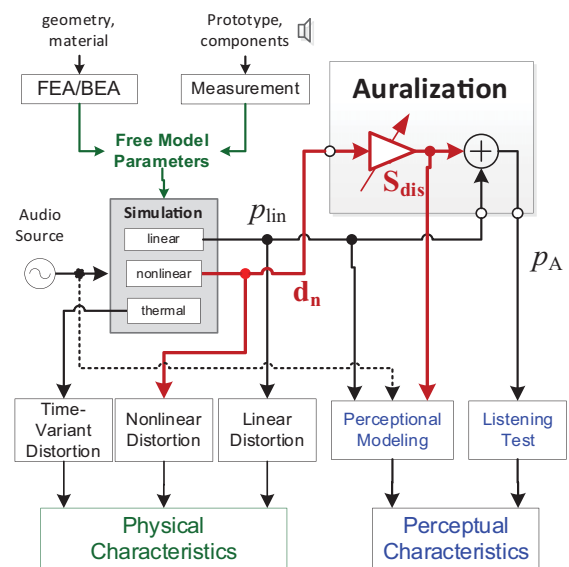 geometry,
material
Prototype,
components
FEA/BEA
Measurement
Auralization
Free Model
Parameters
S_dis
Audio
Source
Simulation
linear
nonlinear
thermal
p_lin
d_n
p_A
Time-
Variant
Distortion
Nonlinear
Distortion
Linear
Distortion
Perceptional
Modeling
Listening
Test
Physical
Characteristics
Perceptual
Characteristics